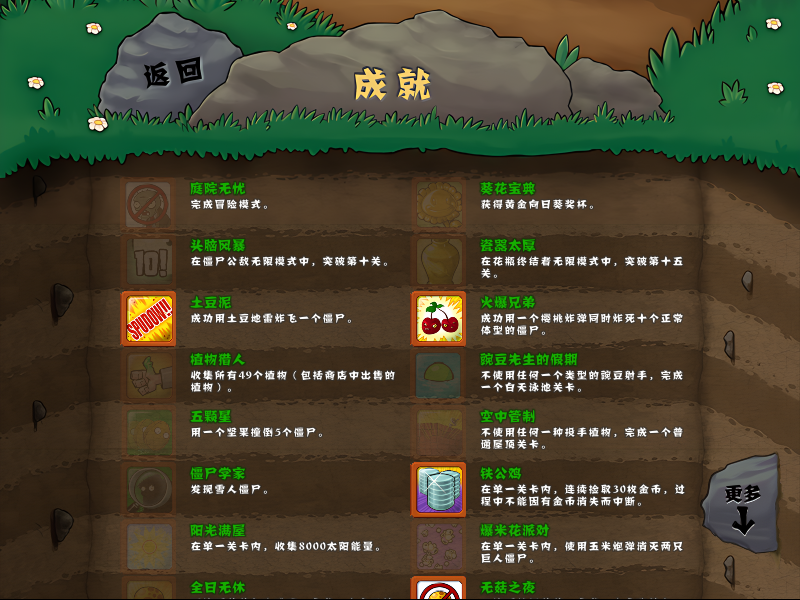 返回
成就
庭院无忧
完成冒险模式。
葵花宝典
获得黄金向日葵奖杯。
头脑风暴
在僵尸公敌无限模式中，突破第十关。
10!
瓷器太厚
在花瓶终结者无限模式中，突破第十五
关。
土豆泥
成功用土豆地雷炸飞一个僵尸。
SPUDOW!!
火爆兄弟
成功用一个樱桃炸弹同时炸死十个正常
体型的僵尸。
植物猎人
收集所有49个植物（包括商店中出售的
植物）。
豌豆先生的假期
不使用任何一个类型的豌豆射手，完成
一个白天泳池关卡。
五颗星
用一个坚果撞倒5个僵尸。
空中管制
不使用任何一种投手植物，完成一个普
通屋顶关卡。
僵尸学家
发现雪人僵尸。
铁公鸡
在单一关卡内，连续捡取30枚金币，过
程中不能因有金币消失而中断。
更多
阳光满屋
在单一关卡内，收集8000太阳能量。
爆米花派对
在单一关卡内，使用玉米炮弹消灭两只
巨人僵尸。
全日无休
无菇之夜